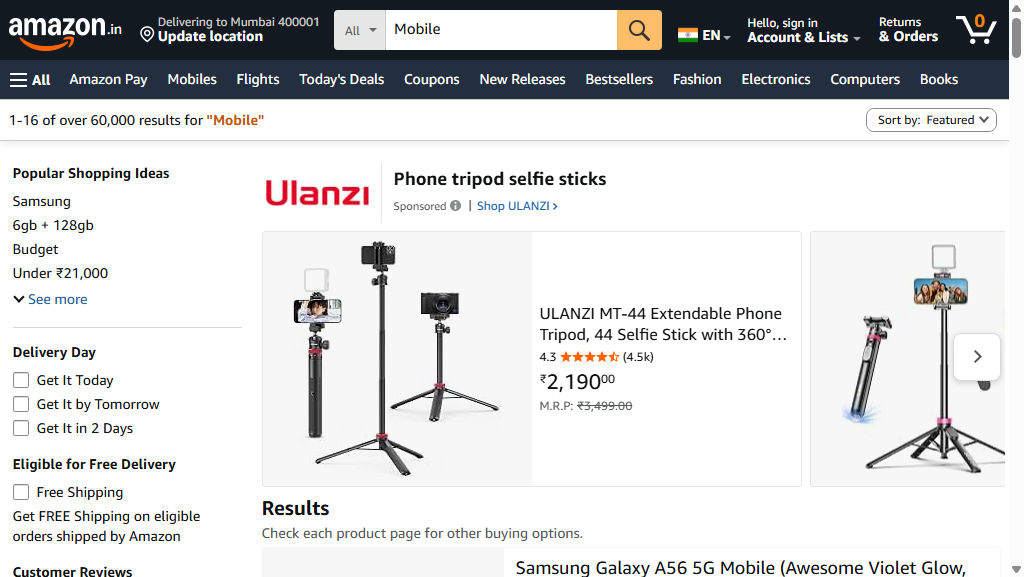 amazon.in
Delivering to Mumbai 400001
Update location
All
Mobile
EN
Hello, sign in
Account & Lists
Returns
& Orders
0
All
Amazon Pay
Mobiles
Flights
Today's Deals
Coupons
New Releases
Bestsellers
Fashion
Electronics
Computers
Books
1-16 of over 60,000 results for "Mobile"
Sort by: Featured
Popular Shopping Ideas
Samsung
6gb + 128gb
Budget
Under ₹21,000
See more
Delivery Day
Get It Today
Get It by Tomorrow
Get It in 2 Days
Eligible for Free Delivery
Free Shipping
Get FREE Shipping on eligible
orders shipped by Amazon
Customer Reviews
Ulanzi
Phone tripod selfie sticks
Sponsored | Shop ULANZI ›
ULANZI MT-44 Extendable Phone
Tripod, 44 Selfie Stick with 360°…
4.3 (4.5k)
₹2,19000
M.R.P: ₹3,499.00
Results
Check each product page for other buying options.
Samsung Galaxy A56 5G Mobile (Awesome Violet Glow,